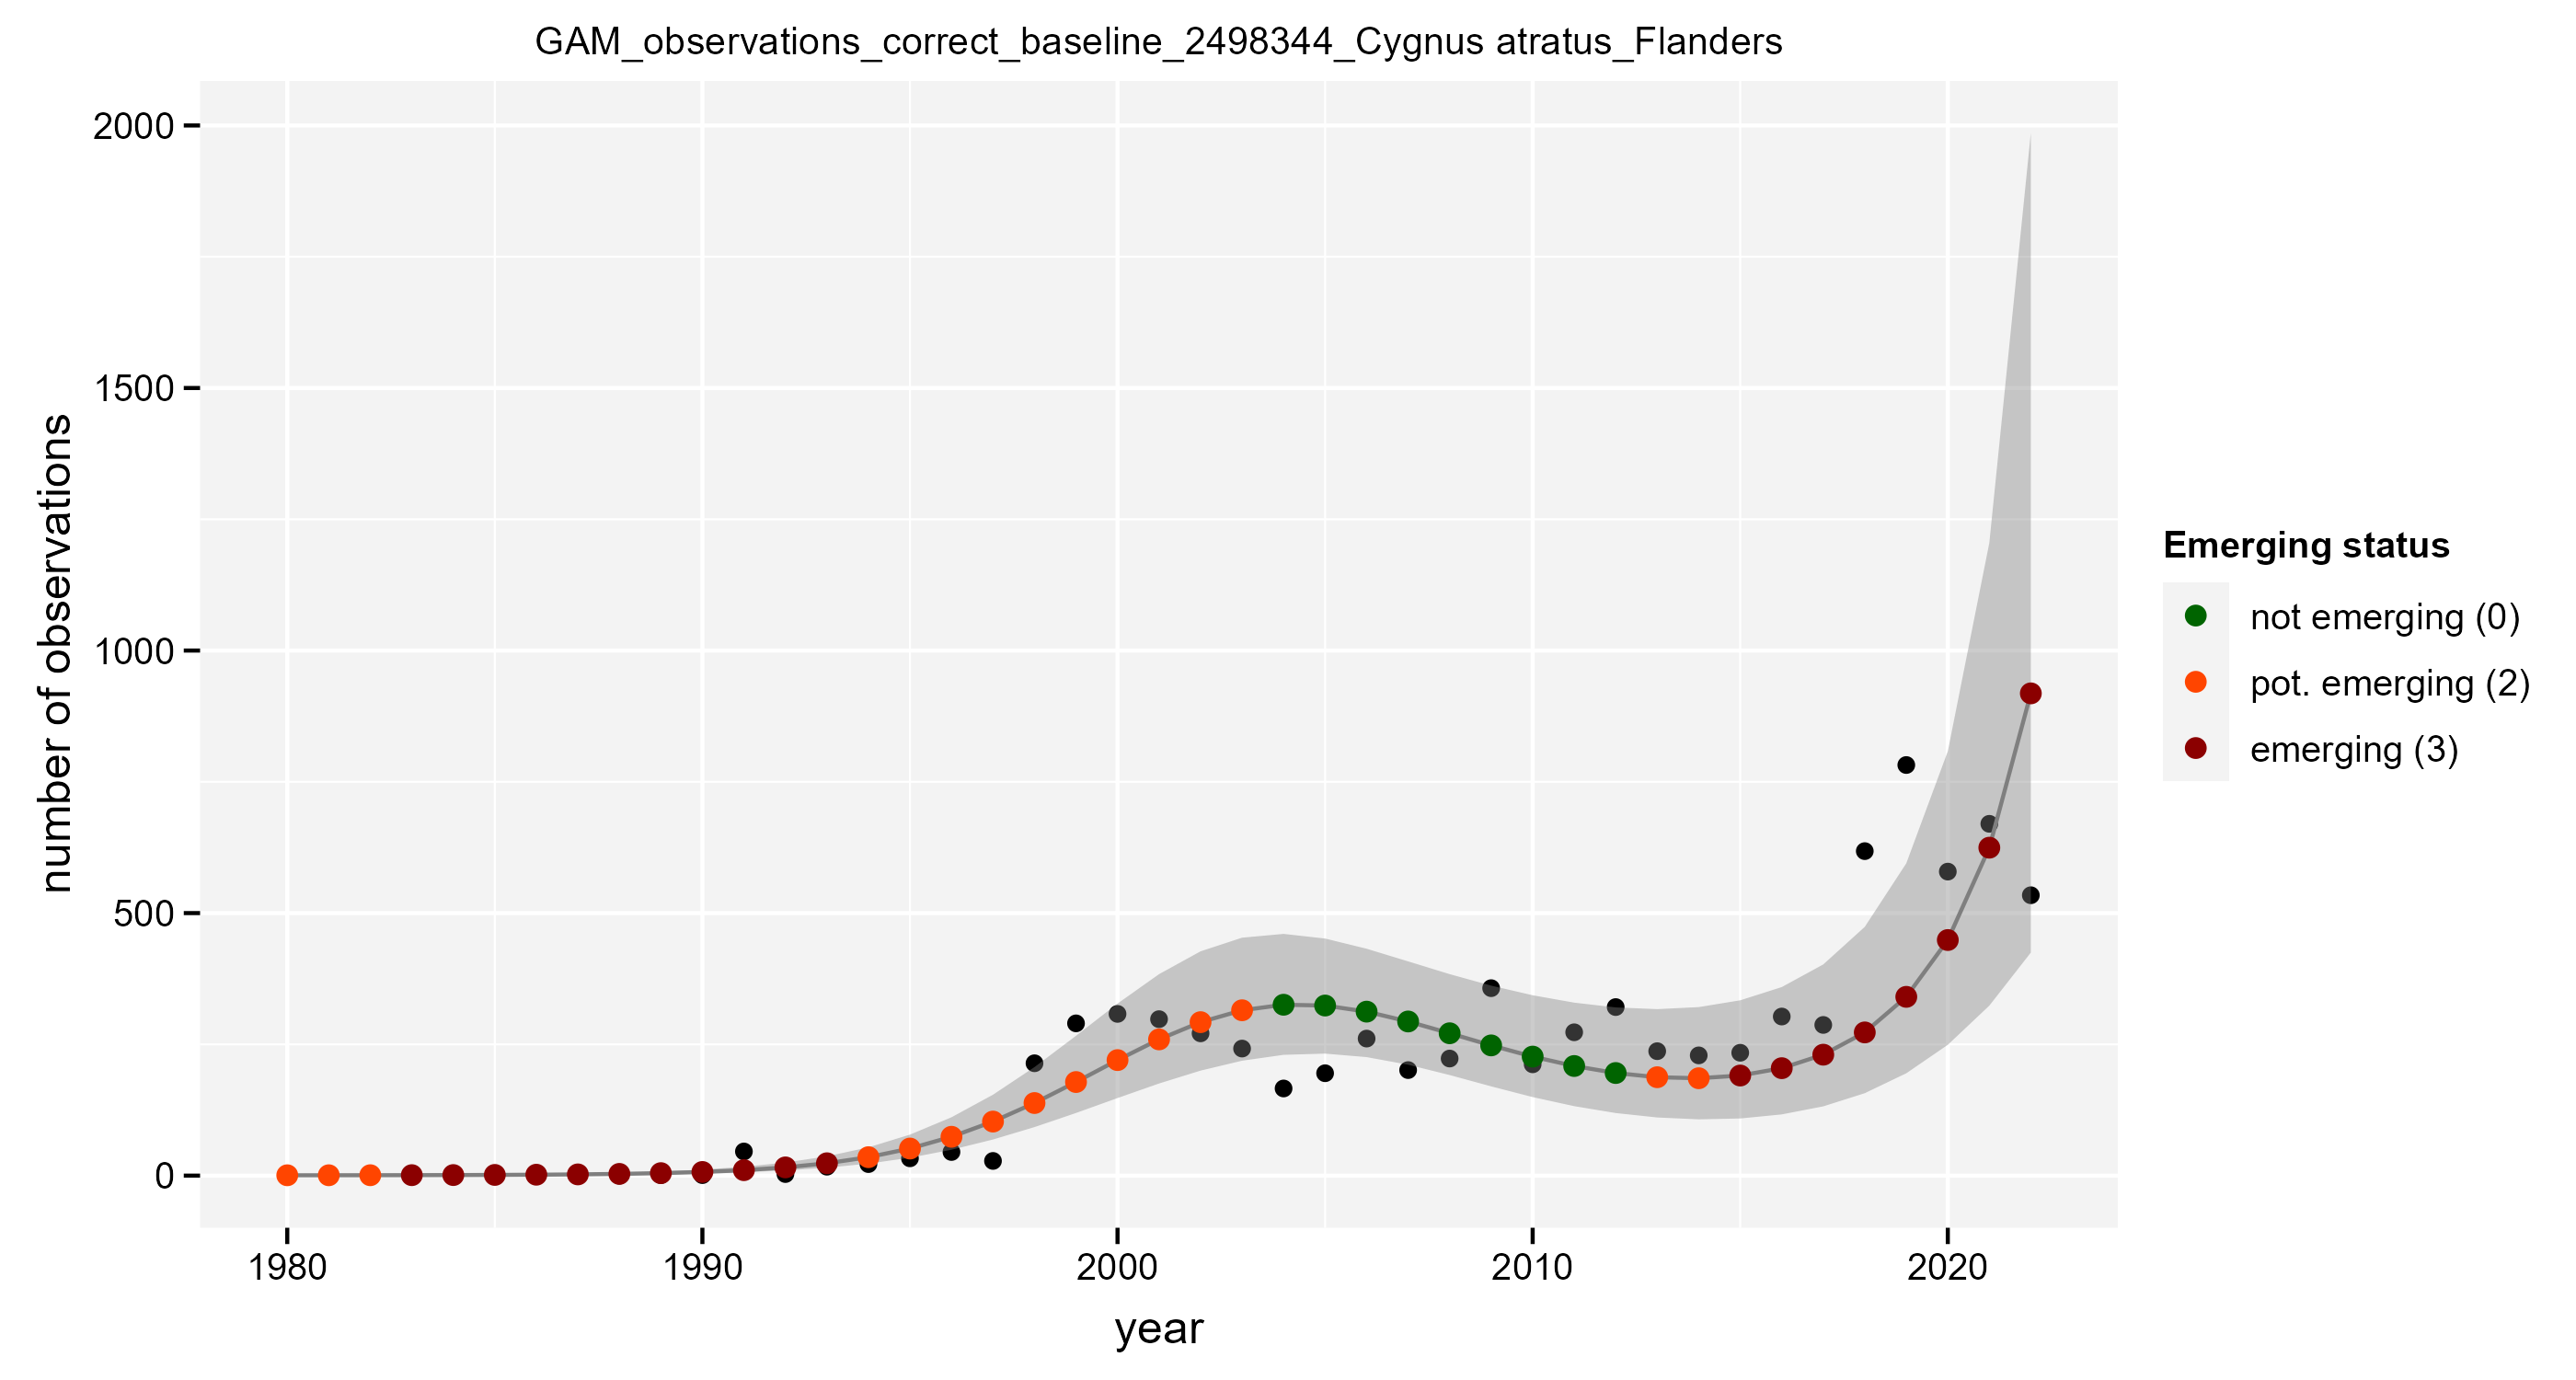 GAM_observations_correct_baseline_2498344_Cygnus atratus_Flanders
number of observations
2000
1500
1000
500
0
1980 1990 2000 2010 2020
year
Emerging status
not emerging (0)
pot. emerging (2)
emerging (3)